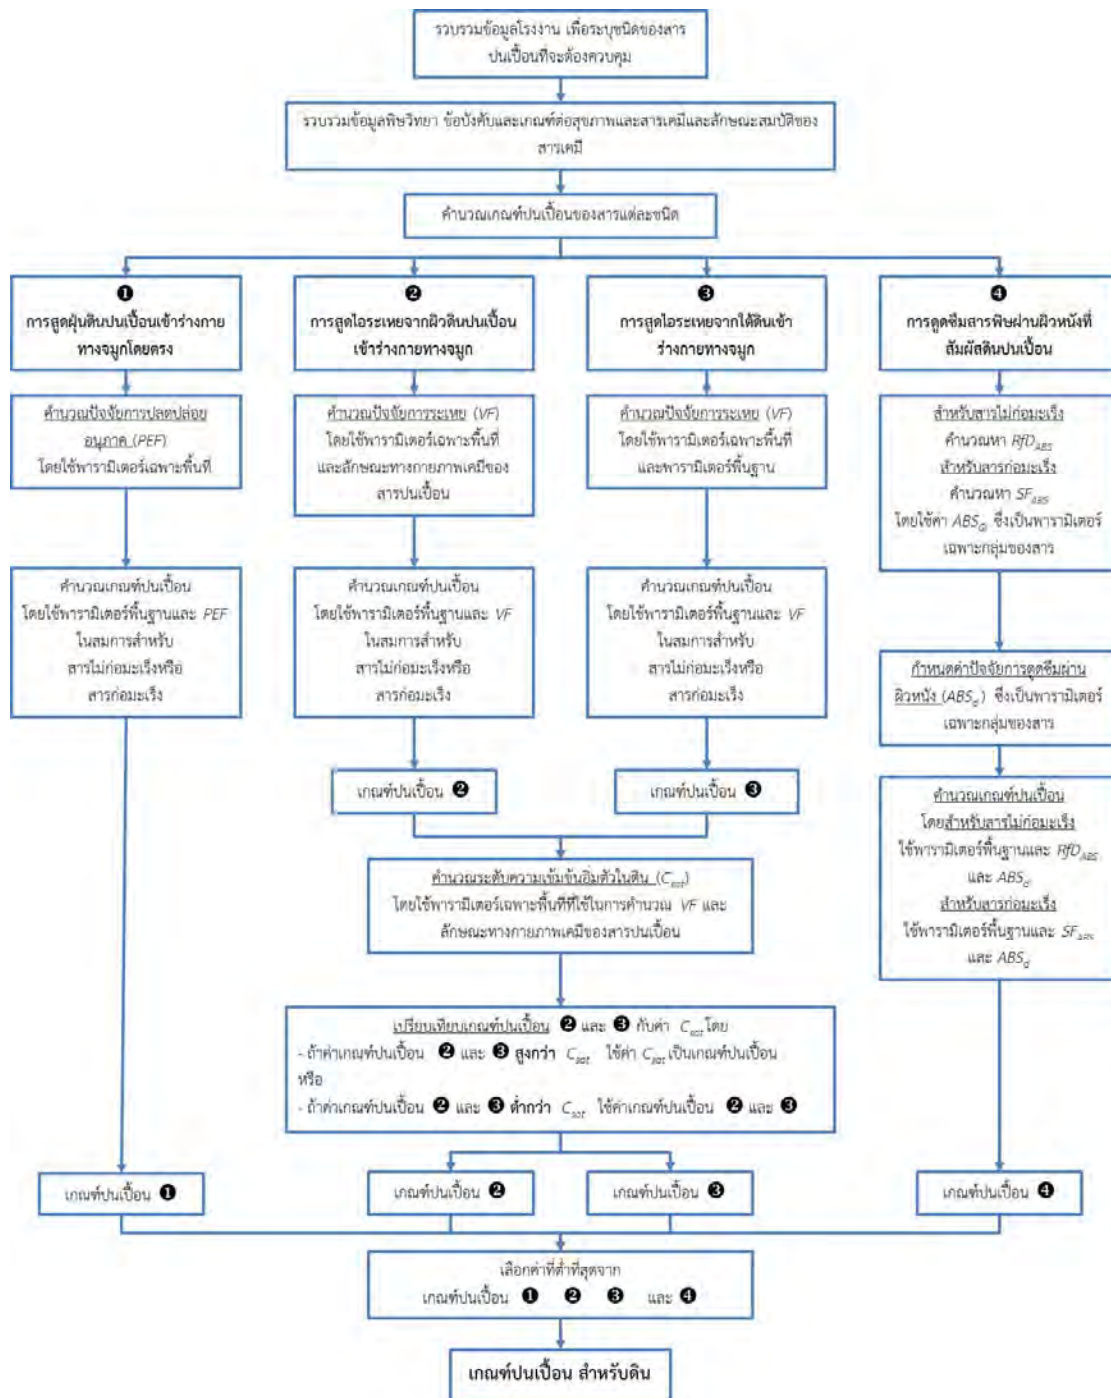 รวบรวมข้อมูลโรงงาน เพื่อระบุชนิดของสาร
ปนเปื้อนที่จะต้องควบคุม
รวบรวมข้อมูลพิษวิทยา ข้อบังคับและเกณฑ์ต่อสุขภาพและสารเคมีและลักษณะสมบัติของ
สารเคมี
คำนวณเกณฑ์ปนเปื้อนของสารแต่ละชนิด
❶
การสูดฝุ่นดินปนเปื้อนเข้าร่างกาย
ทางจมูกโดยตรง
คำนวณปัจจัยการปลดปล่อย
อนุภาค (PEF)
โดยใช้พารามิเตอร์เฉพาะพื้นที่
คำนวณเกณฑ์ปนเปื้อน
โดยใช้พารามิเตอร์พื้นฐานและ PEF
ในสมการสำหรับ
สารไม่ก่อมะเร็งหรือ
สารก่อมะเร็ง
❷
การสูดไอระเหยจากผิวดินปนเปื้อน
เข้าร่างกายทางจมูก
คำนวณปัจจัยการระเหย (VF)
โดยใช้พารามิเตอร์เฉพาะพื้นที่
และลักษณะทางกายภาพเคมีของ
สารปนเปื้อน
คำนวณเกณฑ์ปนเปื้อน
โดยใช้พารามิเตอร์พื้นฐานและ VF
ในสมการสำหรับ
สารไม่ก่อมะเร็งหรือ
สารก่อมะเร็ง
เกณฑ์ปนเปื้อน ❷
❸
การสูดไอระเหยจากใต้ดินเข้า
ร่างกายทางจมูก
คำนวณปัจจัยการระเหย (VF)
โดยใช้พารามิเตอร์เฉพาะพื้นที่
และพารามิเตอร์พื้นฐาน
คำนวณเกณฑ์ปนเปื้อน
โดยใช้พารามิเตอร์พื้นฐานและ VF
ในสมการสำหรับ
สารไม่ก่อมะเร็งหรือ
สารก่อมะเร็ง
เกณฑ์ปนเปื้อน ❸
❹
การดูดซึมสารพิษผ่านผิวหนังที่
สัมผัสดินปนเปื้อน
สำหรับสารไม่ก่อมะเร็ง
คำนวณหา RfD_ABS
สำหรับสารก่อมะเร็ง
คำนวณหา SF_ABS
โดยใช้ค่า ABS_GI ซึ่งเป็นพารามิเตอร์
เฉพาะกลุ่มของสาร
กำหนดค่าปัจจัยการดูดซึมผ่าน
ผิวหนัง (ABS_d) ซึ่งเป็นพารามิเตอร์
เฉพาะกลุ่มของสาร
คำนวณเกณฑ์ปนเปื้อน
โดยสำหรับสารไม่ก่อมะเร็ง
ใช้พารามิเตอร์พื้นฐานและ RfD_ABS
และ ABS_d
สำหรับสารก่อมะเร็ง
ใช้พารามิเตอร์พื้นฐานและ SF_ABS
และ ABS_d
คำนวณระดับความเข้มข้นอิ่มตัวในดิน (C_sat)
โดยใช้พารามิเตอร์เฉพาะพื้นที่ที่ใช้ในการคำนวณ VF และ
ลักษณะทางกายภาพเคมีของสารปนเปื้อน
เปรียบเทียบเกณฑ์ปนเปื้อน ❷ และ ❸ กับค่า C_sat โดย
- ถ้าค่าเกณฑ์ปนเปื้อน ❷ และ ❸ สูงกว่า C_sat ใช้ค่า C_sat เป็นเกณฑ์ปนเปื้อน
หรือ
- ถ้าค่าเกณฑ์ปนเปื้อน ❷ และ ❸ ต่ำกว่า C_sat ใช้ค่าเกณฑ์ปนเปื้อน ❷ และ ❸
เกณฑ์ปนเปื้อน ❶
เกณฑ์ปนเปื้อน ❷
เกณฑ์ปนเปื้อน ❸
เกณฑ์ปนเปื้อน ❹
เลือกค่าที่ต่ำที่สุดจาก
เกณฑ์ปนเปื้อน ❶ ❷ ❸ และ ❹
เกณฑ์ปนเปื้อน สำหรับดิน